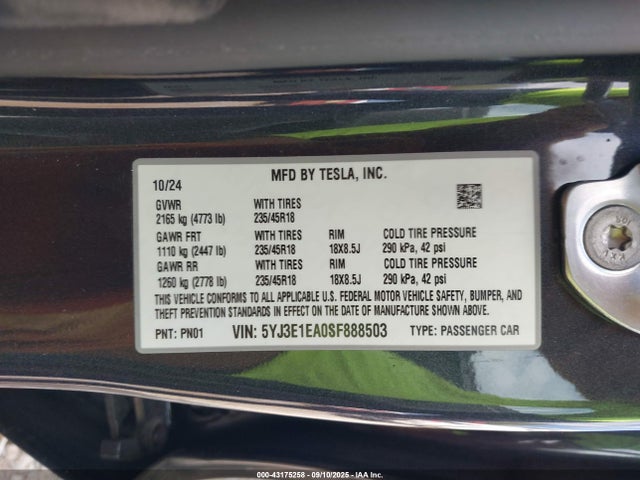 MFD BY TESLA, INC.
10/24
GVWR WITH TIRES
2165 kg (4773 lb) 235/45R18
GAWR FRT WITH TIRES RIM COLD TIRE PRESSURE
1110 kg (2447 lb) 235/45R18 18X8.5J 290 kPa, 42 psi
GAWR RR WITH TIRES RIM COLD TIRE PRESSURE
1260 kg (2778 lb) 235/45R18 18X8.5J 290 kPa, 42 psi
THIS VEHICLE CONFORMS TO ALL APPLICABLE U.S. FEDERAL MOTOR VEHICLE SAFETY, BUMPER, AND
THEFT PREVENTION STANDARDS IN EFFECT ON THE DATE OF MANUFACTURE SHOWN ABOVE.
PNT: PN01 VIN: 5YJ3E1EA0SF888503 TYPE: PASSENGER CAR
00-43175258 - 09/10/2025 - IAA Inc.